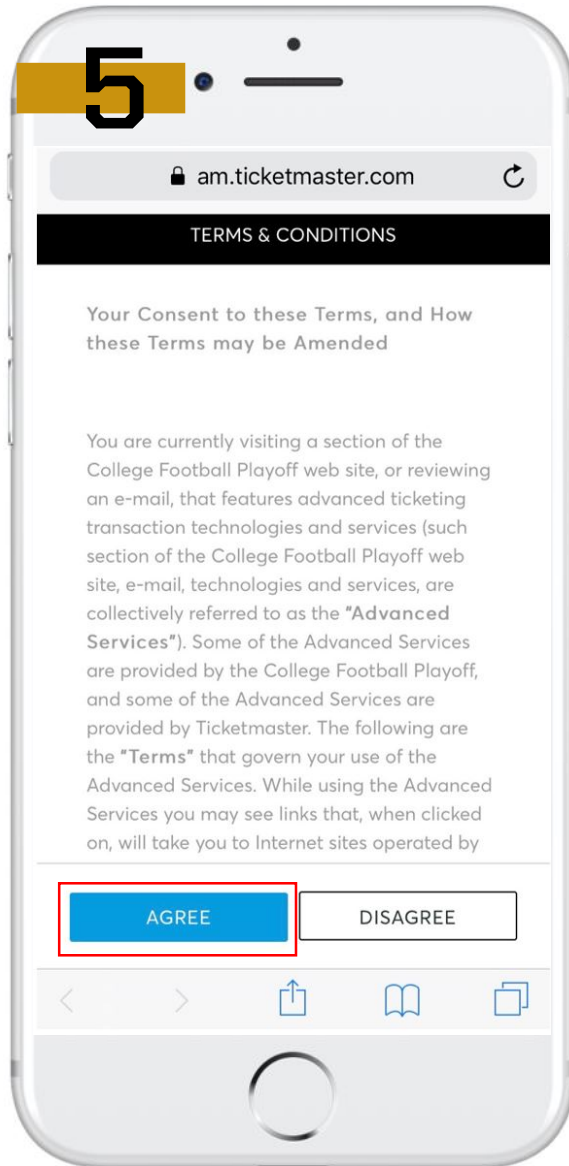 5
am.ticketmaster.com
TERMS & CONDITIONS
Your Consent to these Terms, and How
these Terms may be Amended
You are currently visiting a section of the
College Football Playoff web site, or reviewing
an e-mail, that features advanced ticketing
transaction technologies and services (such
section of the College Football Playoff web
site, e-mail, technologies and services, are
collectively referred to as the "Advanced
Services"). Some of the Advanced Services
are provided by the College Football Playoff,
and some of the Advanced Services are
provided by Ticketmaster. The following are
the "Terms" that govern your use of the
Advanced Services. While using the Advanced
Services you may see links that, when clicked
on, will take you to Internet sites operated by
AGREE DISAGREE